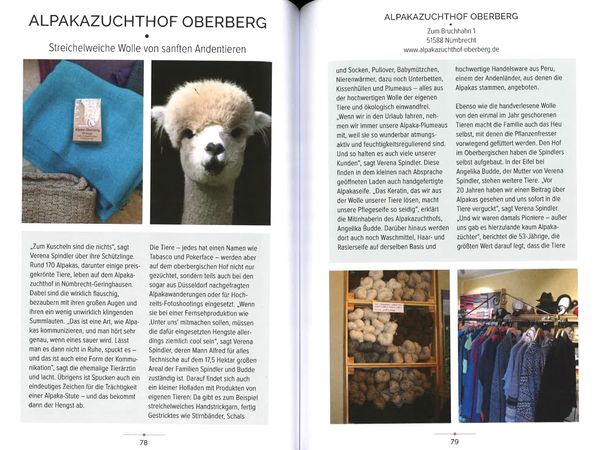 ALPAKAZUCHTHOF OBERBERG
Streichelweiche Wolle von sanften Andentieren
„Zum Kuscheln sind die nichts", sagt
Verena Spindler über ihre Schützlinge.
Rund 170 Alpakas, darunter einige preis-
gekrönte Tiere, leben auf dem Alpaka-
zuchthof in Nümbrecht-Geringhausen.
Dabei sind die wirklich flauschig,
bezaubern mit ihren großen Augen und
ihren ein wenig unwirklich klingenden
Summlauten. „Das ist eine Art, wie Alpa-
kas kommunizieren, und man hört sehr
genau, wenn eines sauer wird. Lässt
man es dann nicht in Ruhe, spuckt es –
und das ist auch eine Form der Kommu-
nikation", sagt die ehemalige Tierärztin
und lacht. Übrigens ist Spucken auch ein
eindeutiges Zeichen für die Trächtigkeit
einer Alpaka-Stute – und das bekommt
dann der Hengst ab.
Die Tiere – jedes hat einen Namen wie
Tabasco und Pokerface – werden aber
auf dem oberbergischen Hof nicht nur
gezüchtet, sondern teils auch bei den
sogar aus Düsseldorf nachgefragten
Alpakawanderungen oder für Hoch-
zeits-Fotoshootings eingesetzt. „Wenn
sie bei einer Fernsehproduktion wie
‚Unter uns' mitmachen sollen, müssen
die dafür eingesetzten Hengste aller-
dings ziemlich cool sein", sagt Verena
Spindler, deren Mann Alfred für alles
Technische auf dem 17,5 Hektar großen
Areal der Familien Spindler und Budde
zuständig ist. Darauf findet sich auch
ein kleiner Hofladen mit Produkten von
eigenen Tieren: Da gibt es zum Beispiel
streichelweiches Handstrickgarn, fertig
Gestricktes wie Stirnbänder, Schals
78
ALPAKAZUCHTHOF OBERBERG
Zum Bruchhahn 1
51588 Nümbrecht
www.alpakazuchthof-oberberg.de
und Socken, Pullover, Babymützchen,
Nierenwärmer, dazu noch Unterbetten,
Kissenhüllen und Plumeaus – alles aus
der hochwertigen Wolle der eigenen
Tiere und ökologisch einwandfrei.
„Wenn wir in den Urlaub fahren, neh-
men wir immer unsere Alpaka-Plumeaus
mit, weil sie so wunderbar atmungs-
aktiv und feuchtigkeitsregulierend sind.
Und so halten es auch viele unserer
Kunden", sagt Verena Spindler. Diese
finden in dem kleinen nach Absprache
geöffneten Laden auch handgefertigte
Alpakaseife. „Das Keratin, das wir aus
der Wolle unserer Tiere lösen, macht
unsere Pflegeseife so seidig", erklärt
die Mitinhaberin des Alpakazuchthofs,
Angelika Budde. Darüber hinaus werden
dort auch noch Waschmittel, Haar- und
Rasierseife auf derselben Basis und
hochwertige Handelsware aus Peru,
einem der Andenländer, aus denen die
Alpakas stammen, angeboten.
Ebenso wie die handverlesene Wolle
von den einmal im Jahr geschorenen
Tieren macht die Familie auch das Heu
selbst, mit denen die Pflanzenfresser
vorwiegend gefüttert werden. Den Hof
im Oberbergischen haben die Spindlers
selbst aufgebaut. In der Eifel bei
Angelika Budde, der Mutter von Verena
Spindler, stehen weitere Tiere. „Vor
20 Jahren haben wir einen Beitrag über
Alpakas gesehen und uns sofort in die
Tiere verguckt", sagt Verena Spindler.
„Und wir waren damals Pioniere – außer
uns gab es hierzulande kaum Alpaka-
züchter", berichtet die 53-Jährige, die
größten Wert darauf legt, dass die Tiere
79